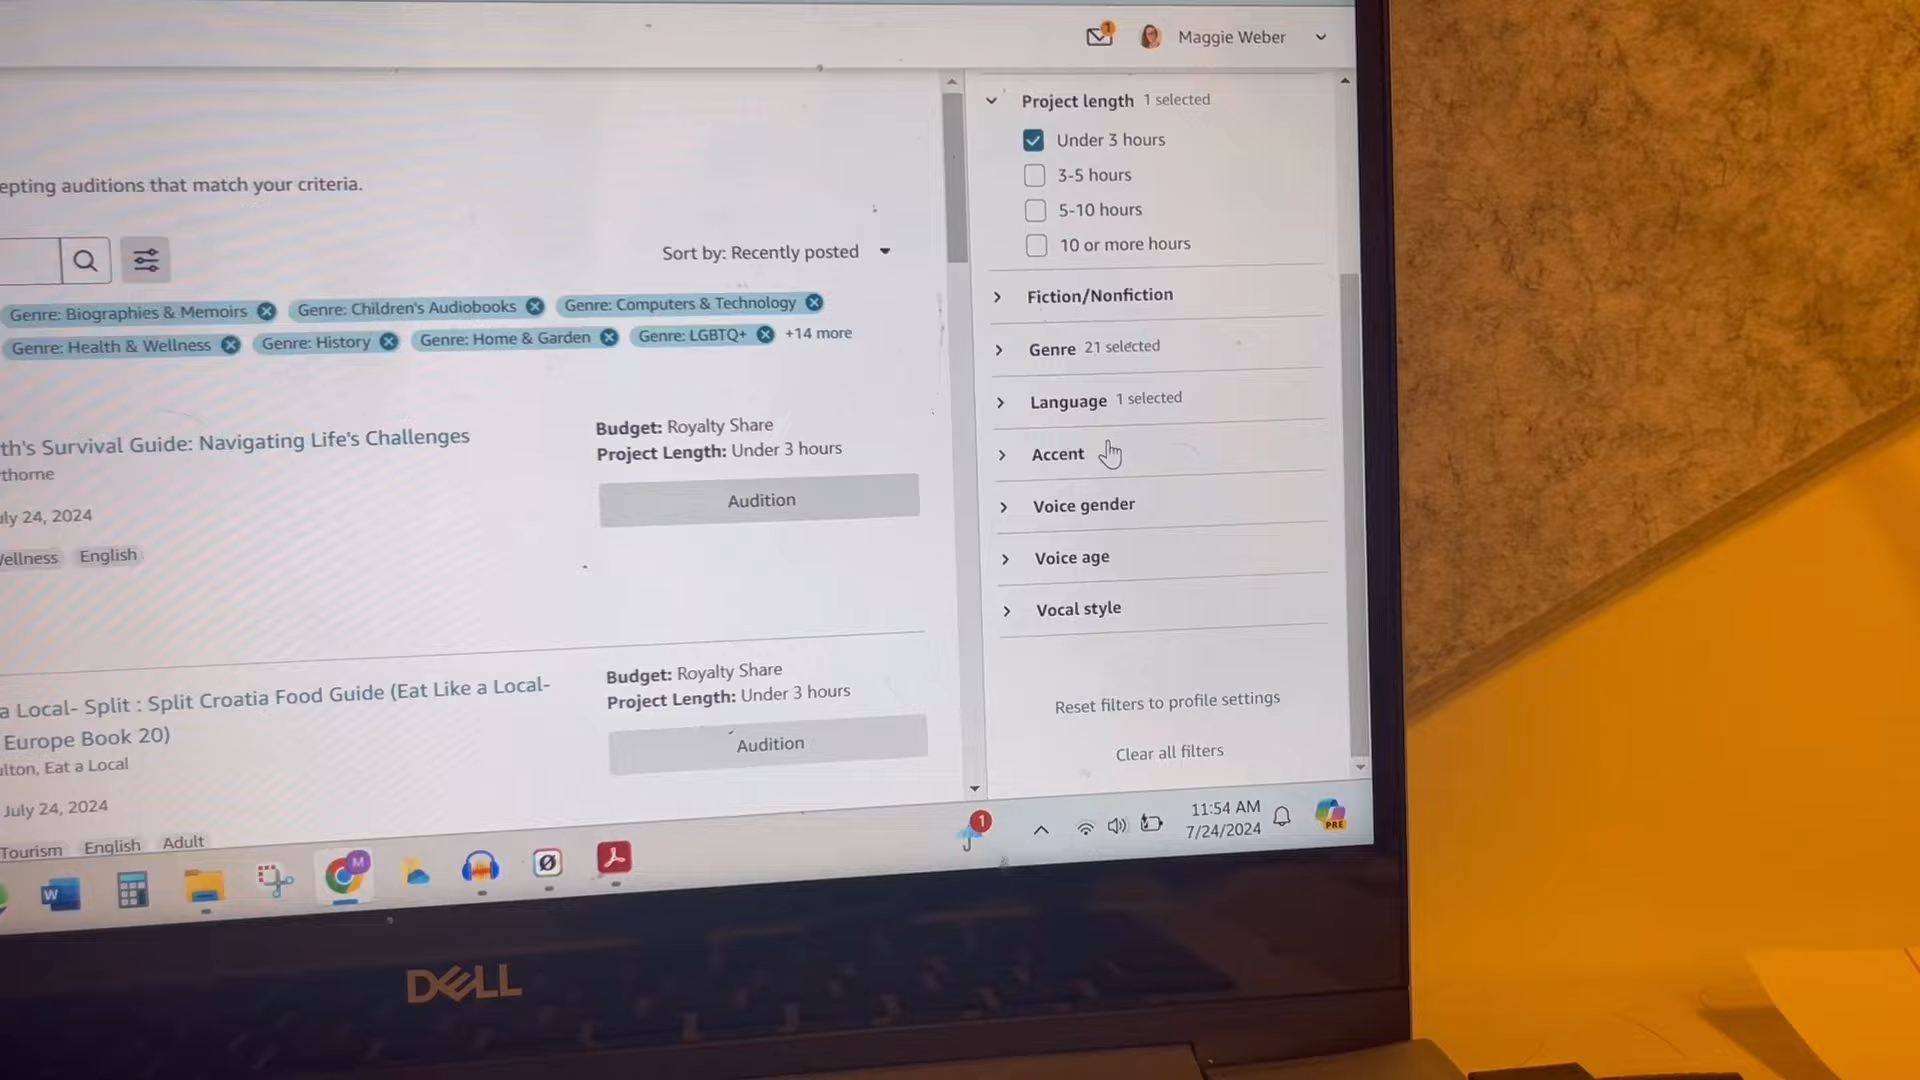 1
Maggie Weber
epting auditions that match your criteria.
Sort by: Recently posted
Genre: Biographies & Memoirs
Genre: Children's Audiobooks
Genre: Computers & Technology
Genre: Health & Wellness
Genre: History
Genre: Home & Garden
Genre: LGBTQ+
+14 more
th's Survival Guide: Navigating Life's Challenges
thorne
uly 24, 2024
Wellness English
Budget: Royalty Share
Project Length: Under 3 hours
Audition
a Local- Split : Split Croatia Food Guide (Eat Like a Local-
Europe Book 20)
lton, Eat a Local
July 24, 2024
Tourism English Adult
Budget: Royalty Share
Project Length: Under 3 hours
Audition
Project length 1 selected
Under 3 hours
3-5 hours
5-10 hours
10 or more hours
Fiction/Nonfiction
Genre 21 selected
Language 1 selected
Accent
Voice gender
Voice age
Vocal style
Reset filters to profile settings
Clear all filters
W
M
1
11:54 AM
7/24/2024
PRE
DELL